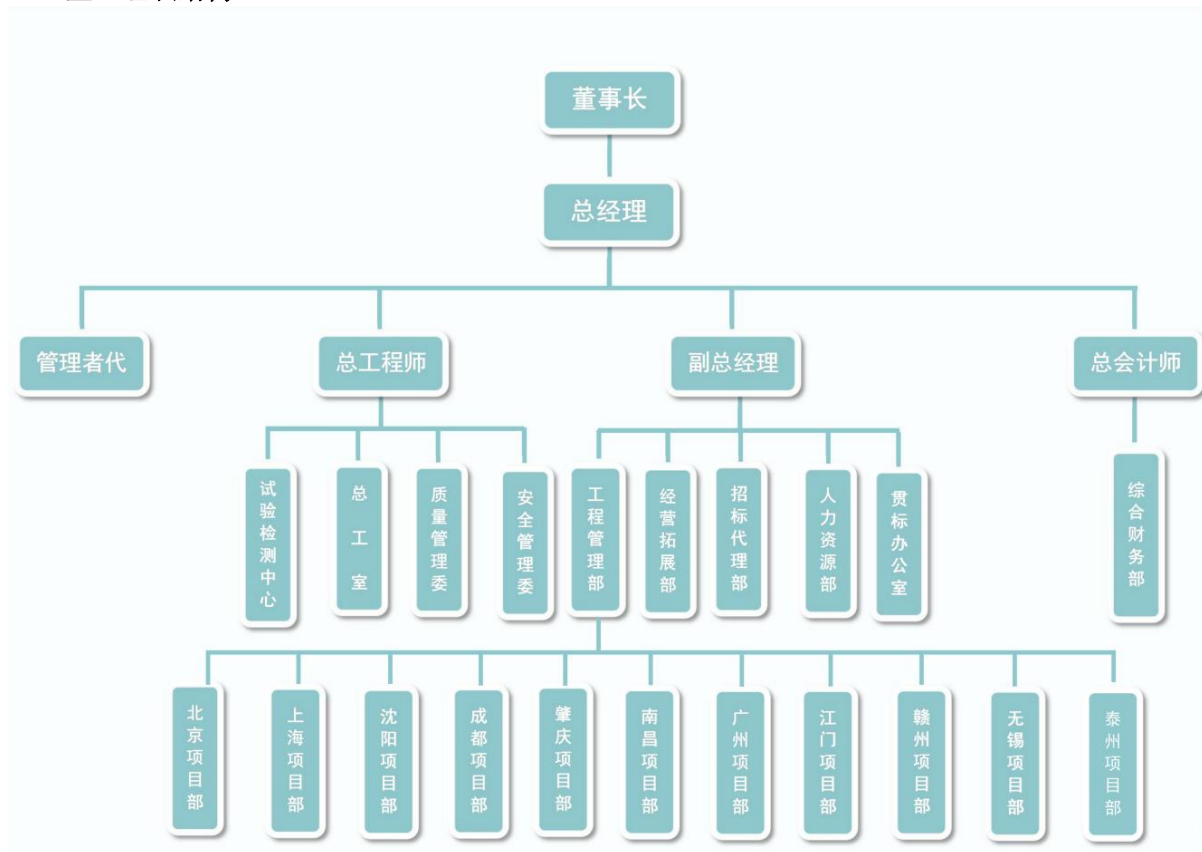 董事长
总经理
管理者代
总工程师
副总经理
总会计师
试验检测中心
总工室
质量管理委
安全管理委
工程管理部
经营拓展部
招标代理部
人力资源部
贯标办公室
综合财务部
北京项目部
上海项目部
沈阳项目部
成都项目部
肇庆项目部
南昌项目部
广州项目部
江门项目部
赣州项目部
无锡项目部
泰州项目部